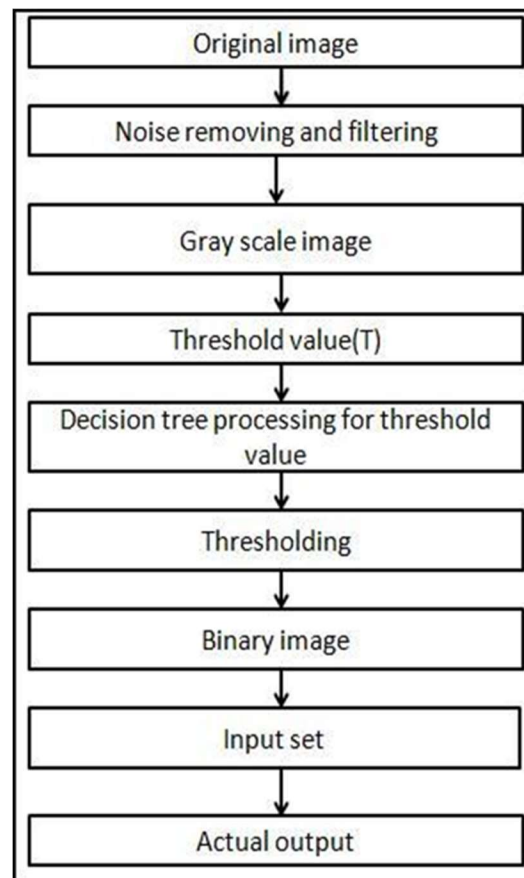 Original image
Noise removing and filtering
Gray scale image
Threshold value(T)
Decision tree processing for threshold
value
Thresholding
Binary image
Input set
Actual output